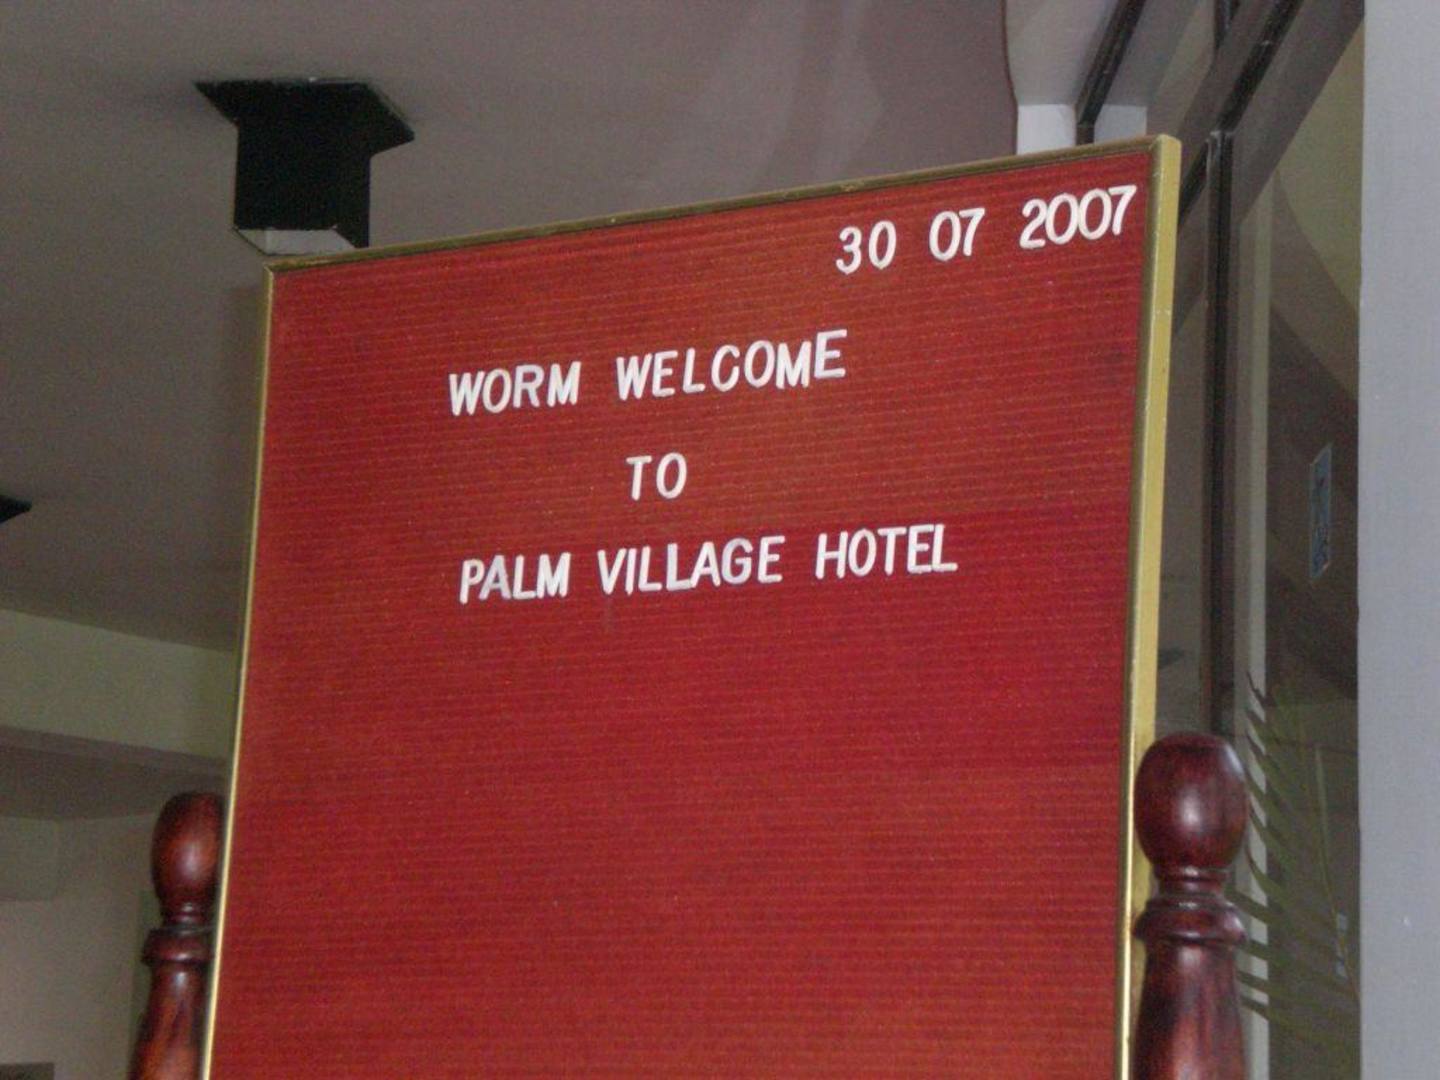 30 07 2007
WORM WELCOME
TO
PALM VILLAGE HOTEL